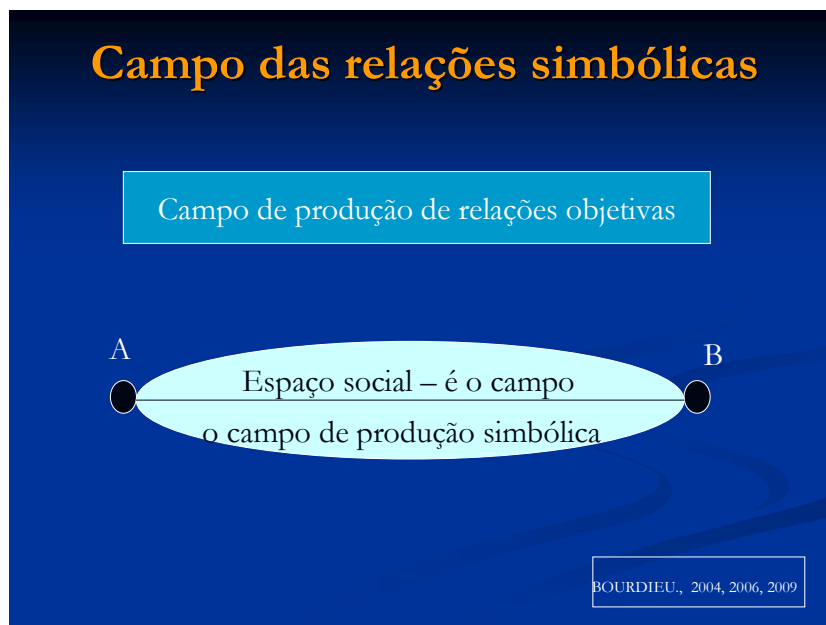 Campo das relações simbólicas
Campo de produção de relações objetivas
A
B
Espaço social – é o campo
o campo de produção simbólica
BOURDIEU., 2004, 2006, 2009